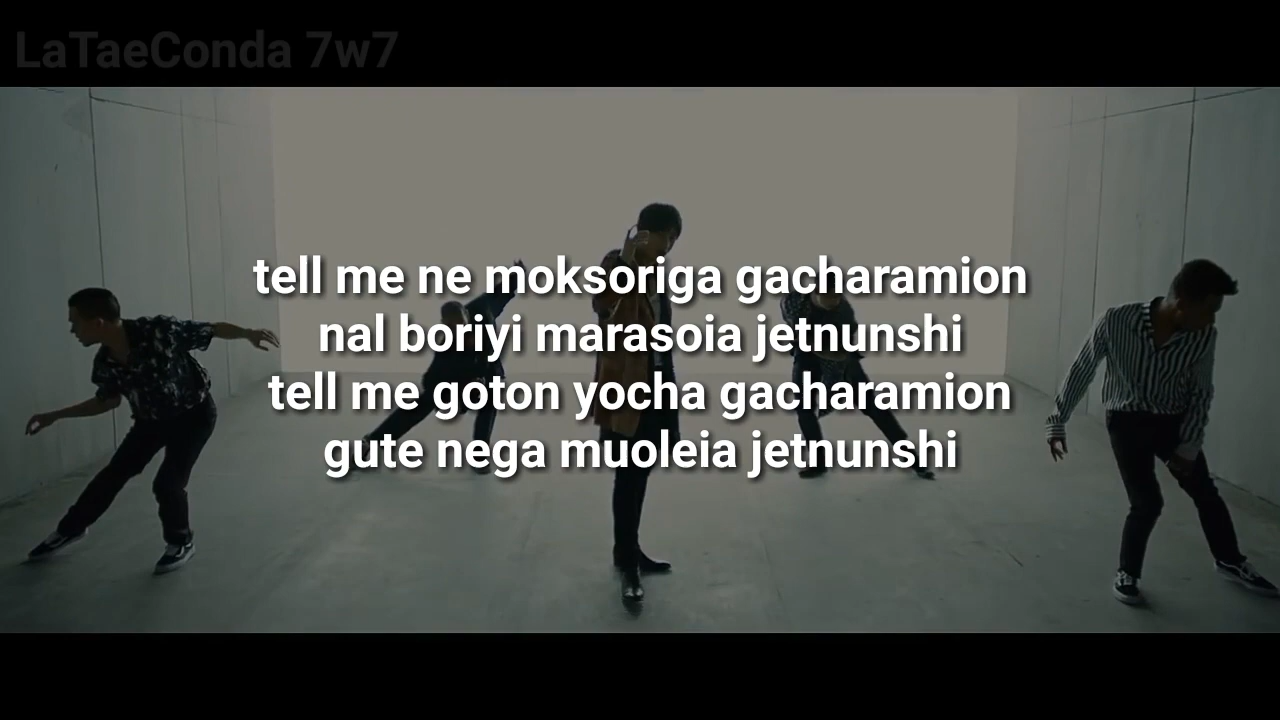 LaTaeConda 7w7
tell me ne moksoriga gacharamion
nal boriyi marasoia jetnunshi
tell me goton yocha gacharamion
gute nega muoleia jetnunshi